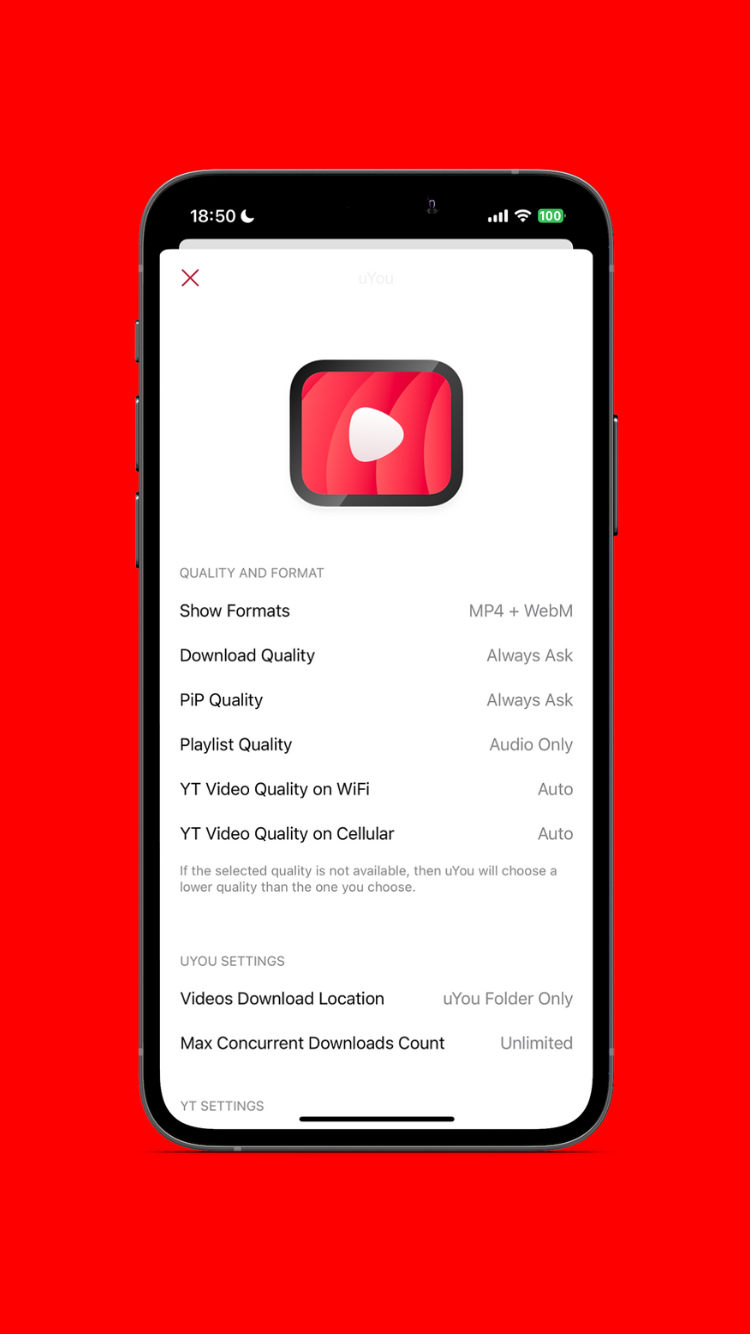 18:50 100
uYou
QUALITY AND FORMAT
Show Formats MP4 + WebM
Download Quality Always Ask
PiP Quality Always Ask
Playlist Quality Audio Only
YT Video Quality on WiFi Auto
YT Video Quality on Cellular Auto
If the selected quality is not available, then uYou will choose a
lower quality than the one you choose.
UYOU SETTINGS
Videos Download Location uYou Folder Only
Max Concurrent Downloads Count Unlimited
YT SETTINGS